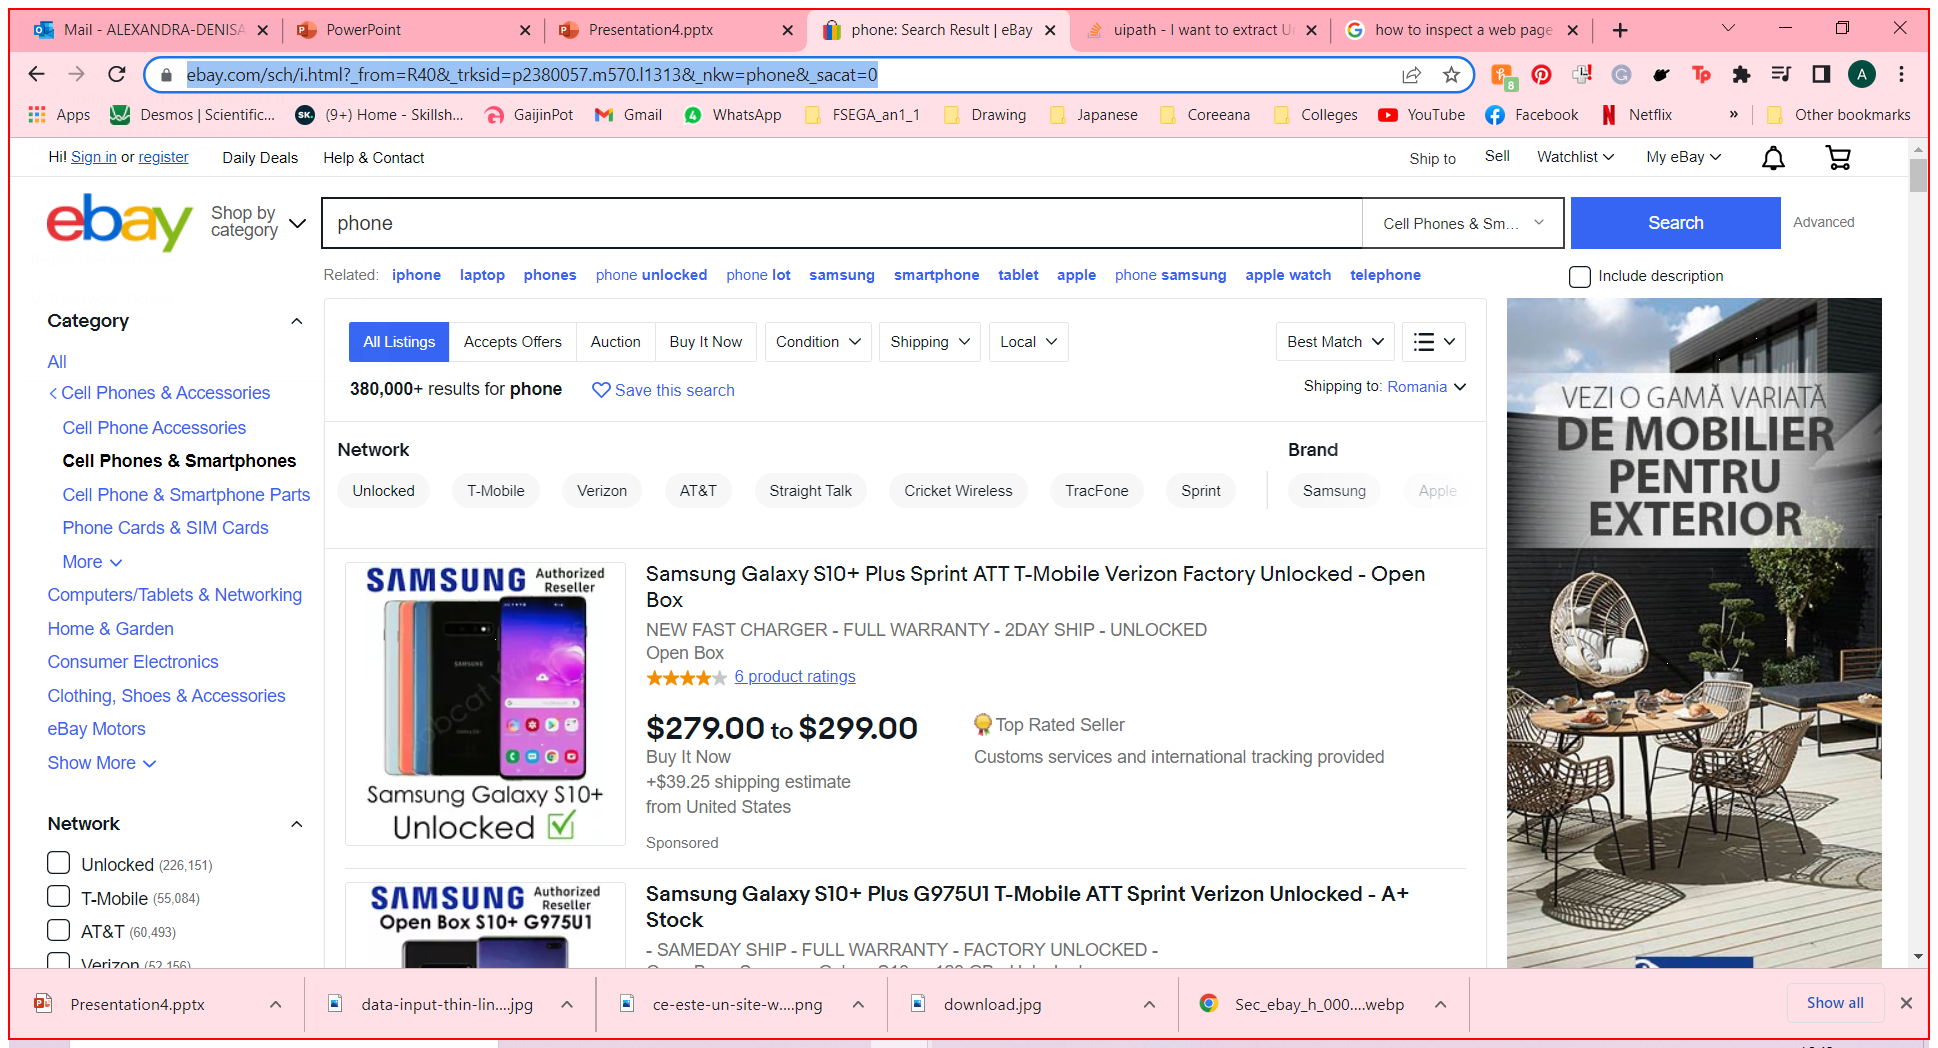 Mail - ALEXANDRA-DENISA
PowerPoint
Presentation4.pptx
phone: Search Result | eBay
uipath - I want to extract
how to inspect a web page
ebay.com/sch/i.html?_from=R40&_trksid=p2380057.m570.l1313&_nkw=phone&_sacat=0
8
Tp
A
Apps
Desmos | Scientific...
SK.
(9+) Home - Skillsh...
GaijinPot
Gmail
4
WhatsApp
FSEGA_an1_1
Drawing
Japanese
Coreeana
Colleges
YouTube
Facebook
Netflix
»
Other bookmarks
Hi! Sign in or register
Daily Deals
Help & Contact
Ship to
Sell
Watchlist
My eBay
ebay
Shop by
category
phone
Cell Phones & Sm...
Search
Advanced
Related: iphone laptop phones phone unlocked phone lot samsung smartphone tablet apple phone samsung apple watch telephone
Include description
Category
All
Cell Phones & Accessories
Cell Phone Accessories
Cell Phones & Smartphones
Cell Phone & Smartphone Parts
Phone Cards & SIM Cards
More
Computers/Tablets & Networking
Home & Garden
Consumer Electronics
Clothing, Shoes & Accessories
eBay Motors
Show More
Network
Unlocked (226,151)
T-Mobile (55,084)
AT&T (60,493)
Verizon (52,156)
All Listings
Accepts Offers
Auction
Buy It Now
Condition
Shipping
Local
Best Match
380,000+ results for phone
Save this search
Shipping to: Romania
Network
Unlocked
T-Mobile
Verizon
AT&T
Straight Talk
Cricket Wireless
TracFone
Sprint
Brand
Samsung
Apple
SAMSUNG Authorized
Reseller
SAMSUNG
Samsung Galaxy S10+
Unlocked
Samsung Galaxy S10+ Plus Sprint ATT T-Mobile Verizon Factory Unlocked - Open
Box
NEW FAST CHARGER - FULL WARRANTY - 2DAY SHIP - UNLOCKED
Open Box
6 product ratings
$279.00 to $299.00
Buy It Now
+$39.25 shipping estimate
from United States
Sponsored
Top Rated Seller
Customs services and international tracking provided
SAMSUNG Authorized
Reseller
Open Box S10+ G975U1
Samsung Galaxy S10+ Plus G975U1 T-Mobile ATT Sprint Verizon Unlocked - A+
Stock
- SAMEDAY SHIP - FULL WARRANTY - FACTORY UNLOCKED -
VEZI O GAMĂ VARIATĂ
DE MOBILIER
PENTRU
EXTERIOR
Presentation4.pptx
data-input-thin-lin....jpg
ce-este-un-site-w....png
download.jpg
Sec_ebay_h_000....webp
Show all